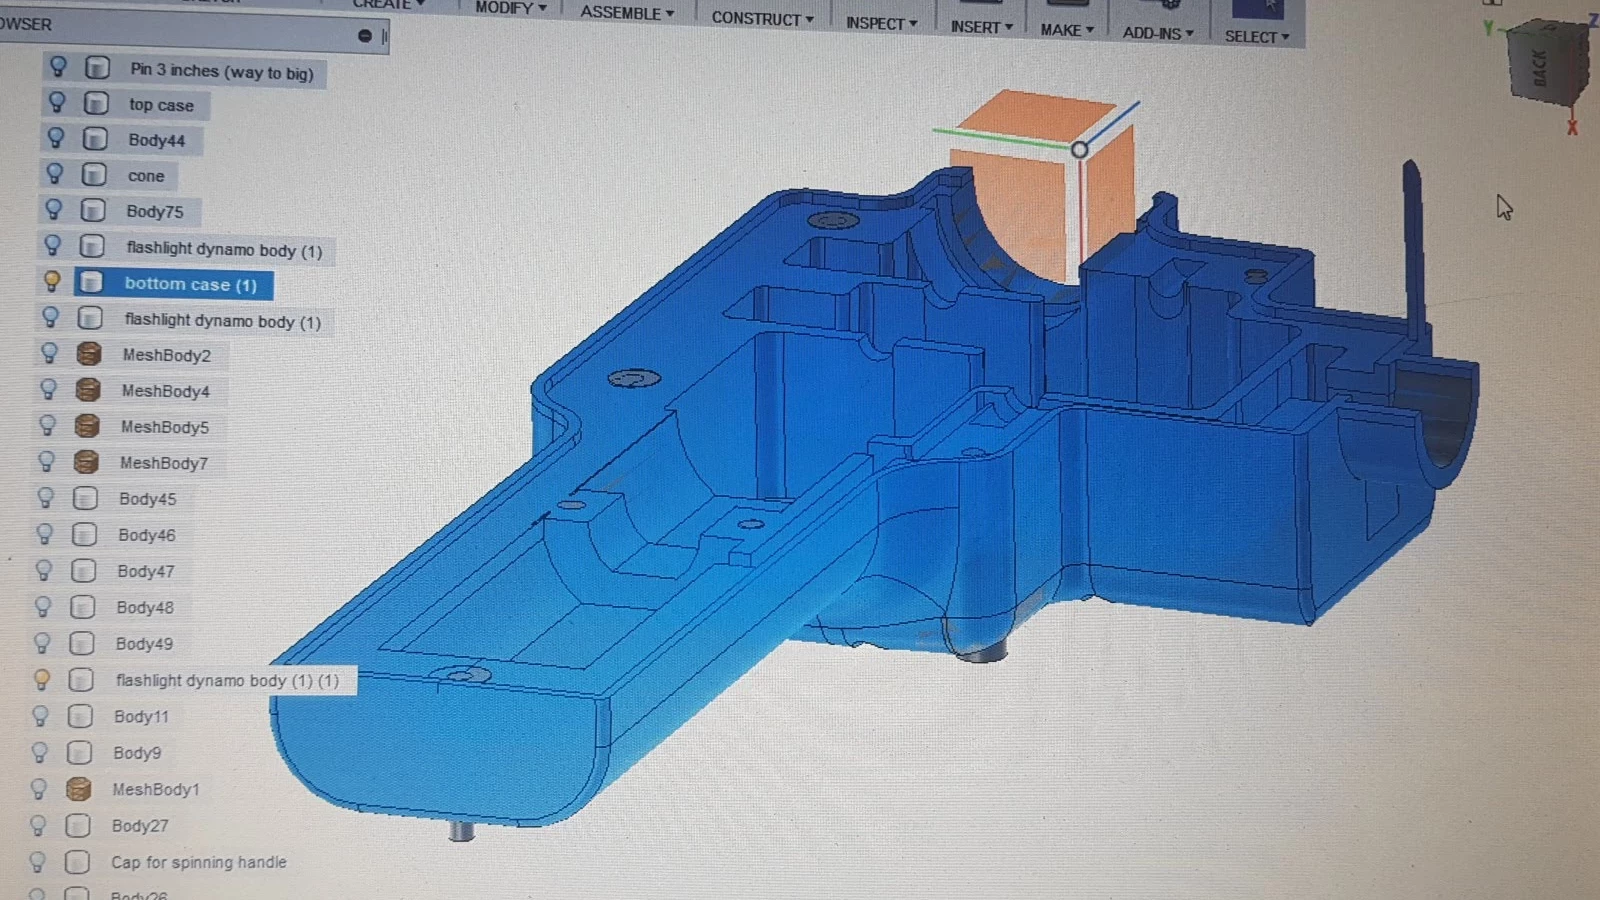 CREATE
MODIFY
ASSEMBLE
CONSTRUCT
INSPECT
INSERT
MAKE
ADD-INS
SELECT
OWSER
Y
Z
BACK
X
Pin 3 inches (way to big)
top case
Body44
cone
Body75
flashlight dynamo body (1)
bottom case (1)
flashlight dynamo body (1)
MeshBody2
MeshBody4
MeshBody5
MeshBody7
Body45
Body46
Body47
Body48
Body49
flashlight dynamo body (1) (1)
Body11
Body9
MeshBody1
Body27
Cap for spinning handle
Body26